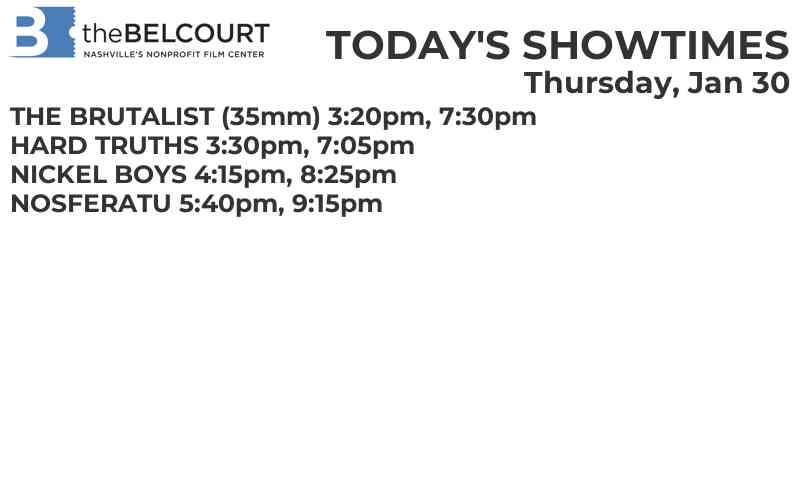 B theBELCOURT
NASHVILLE'S NONPROFIT FILM CENTER
TODAY'S SHOWTIMES
Thursday, Jan 30
THE BRUTALIST (35mm) 3:20pm, 7:30pm
HARD TRUTHS 3:30pm, 7:05pm
NICKEL BOYS 4:15pm, 8:25pm
NOSFERATU 5:40pm, 9:15pm